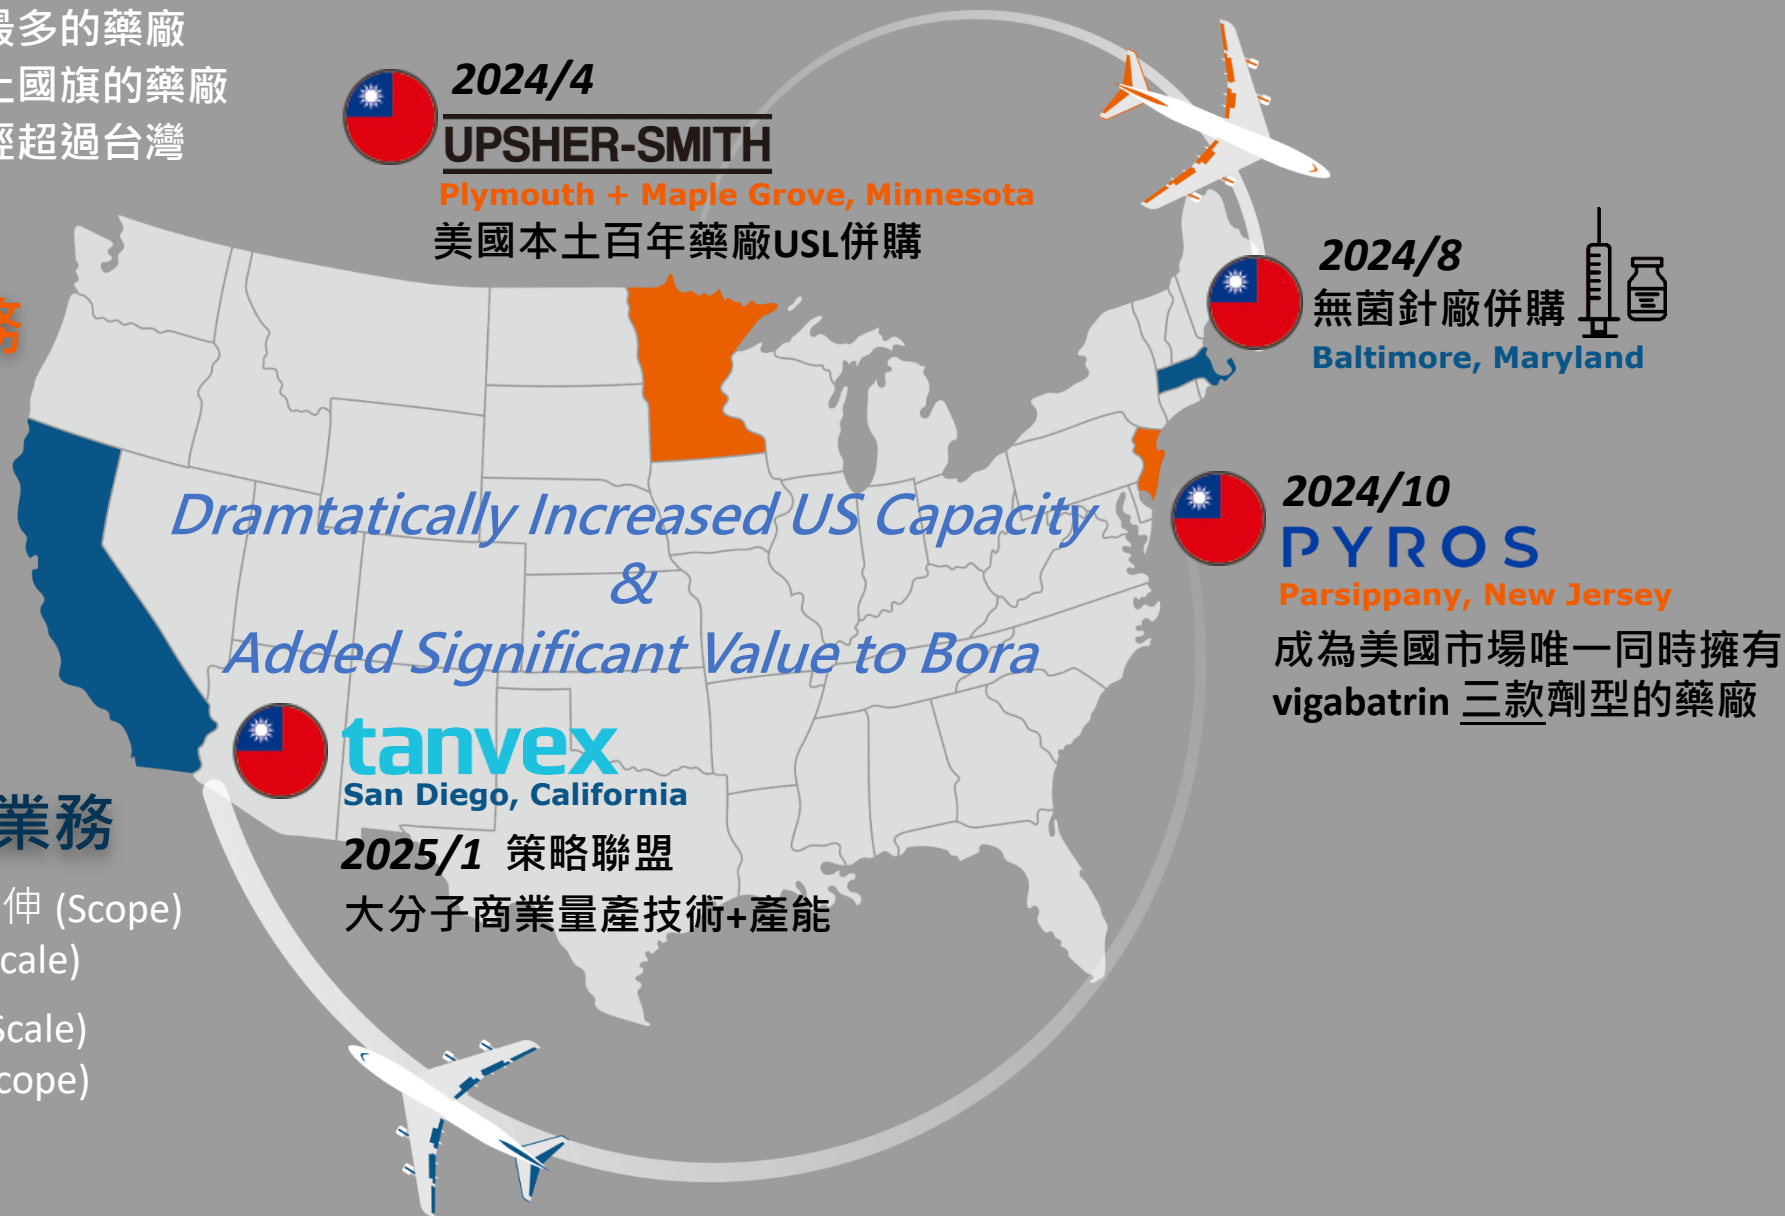 最多的藥廠
上國旗的藥廠
經超過台灣
務
業務
伸 (Scope)
cale)
Scale)
cope)
2024/4
UPSHER-SMITH
Plymouth + Maple Grove, Minnesota
美國本土百年藥廠USL併購
2024/8
無菌針廠併購
Baltimore, Maryland
2024/10
PYROS
Parsippany, New Jersey
成為美國市場唯一同時擁有
vigabatrin 三款劑型的藥廠
Dramtatically Increased US Capacity
&
Added Significant Value to Bora
tanvex
San Diego, California
2025/1 策略聯盟
大分子商業量產技術+產能